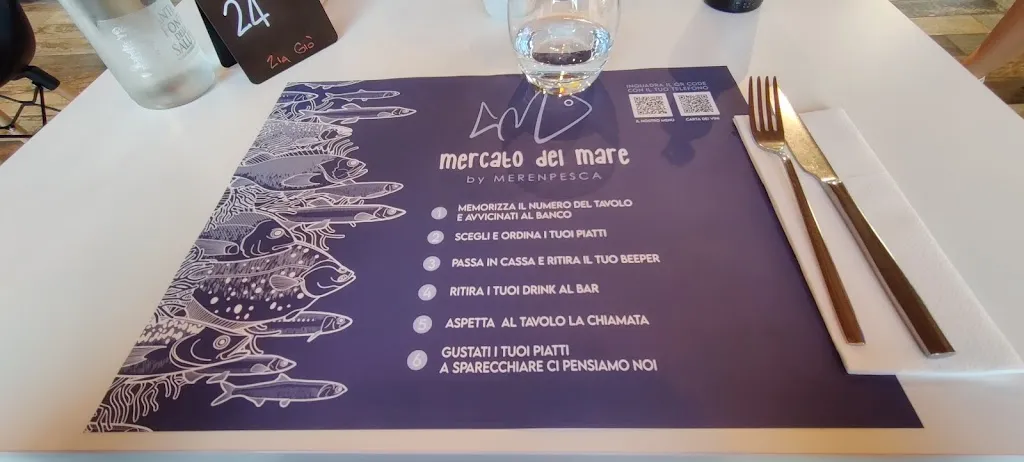 24
Zia Giò
INQUADRA IL QR CODE
CON IL TUO TELEFONO
IL NOSTRO MENU
CARTA DEI VINI
mercato del mare
by MERENPESCA
1 MEMORIZZA IL NUMERO DEL TAVOLO
E AVVICINATI AL BANCO
2 SCEGLI E ORDINA I TUOI PIATTI
3 PASSA IN CASSA E RITIRA IL TUO BEEPER
4 RITIRA I TUOI DRINK AL BAR
5 ASPETTA AL TAVOLO LA CHIAMATA
6 GUSTATI I TUOI PIATTI
A SPARECCHIARE CI PENSIAMO NOI